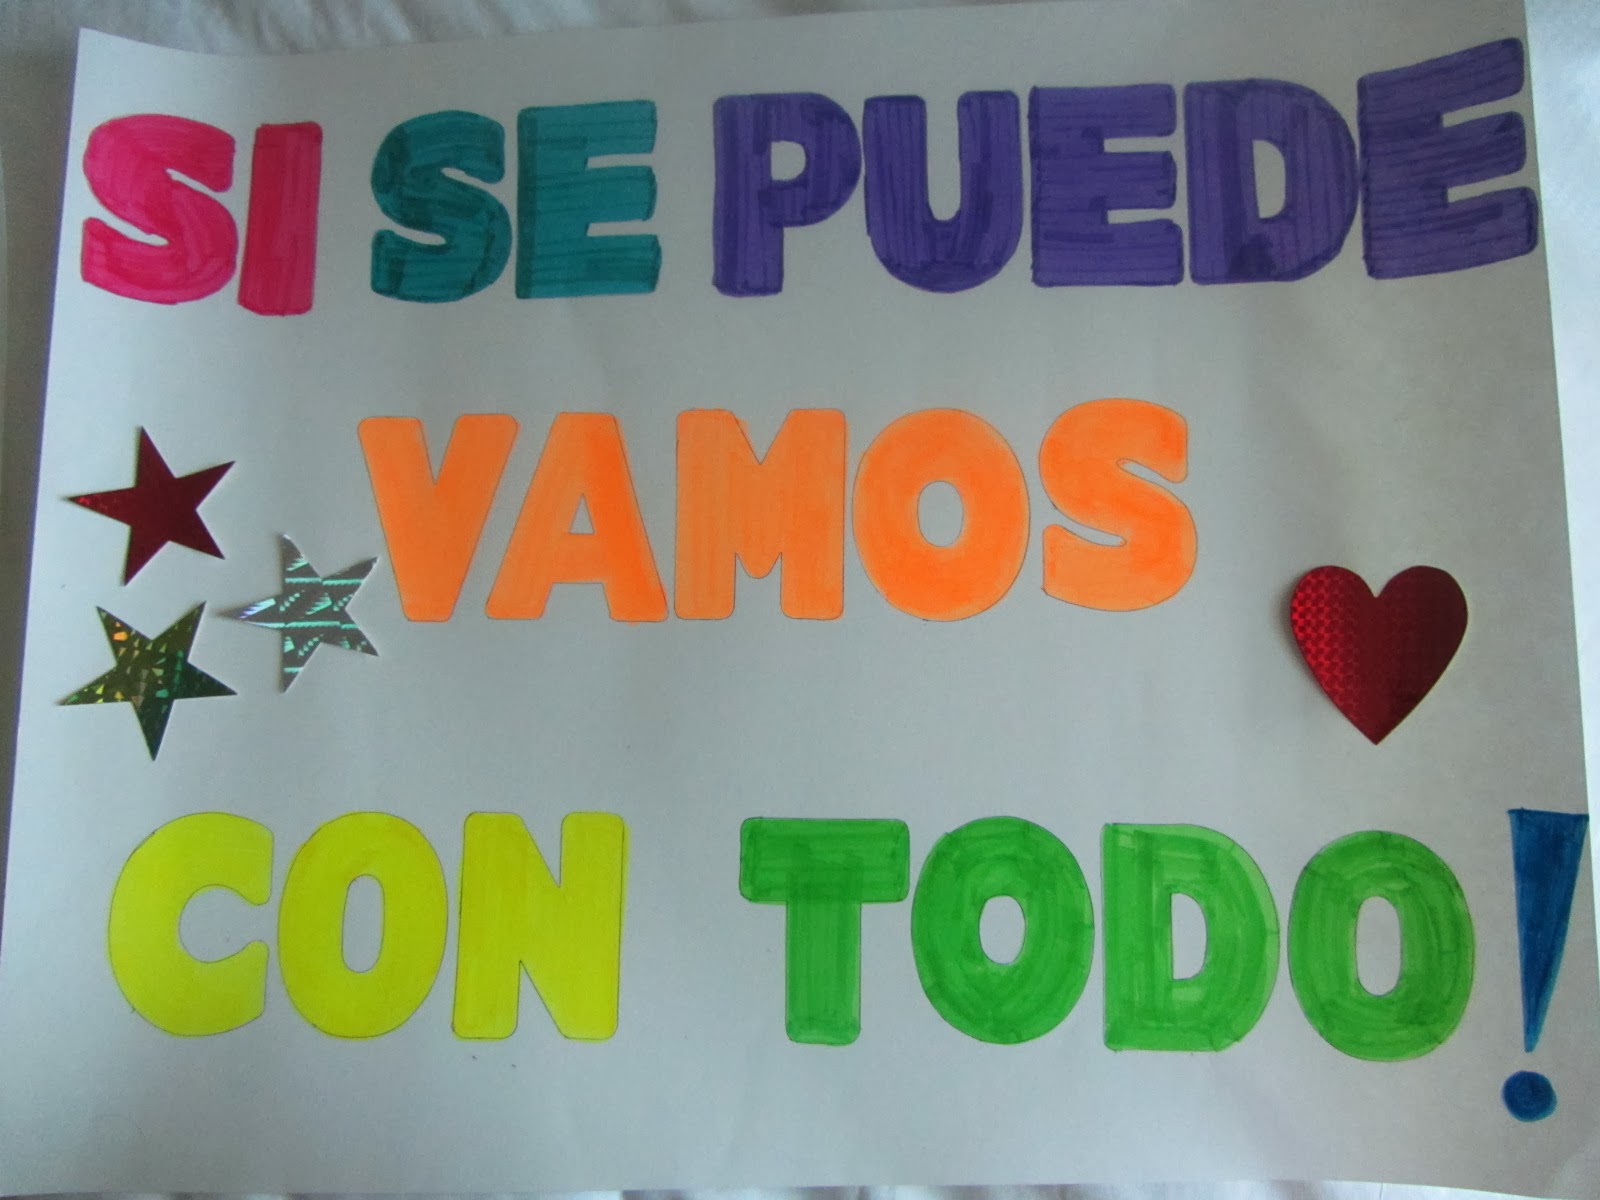 SI SE PUEDE
VAMOS
CON TODO!